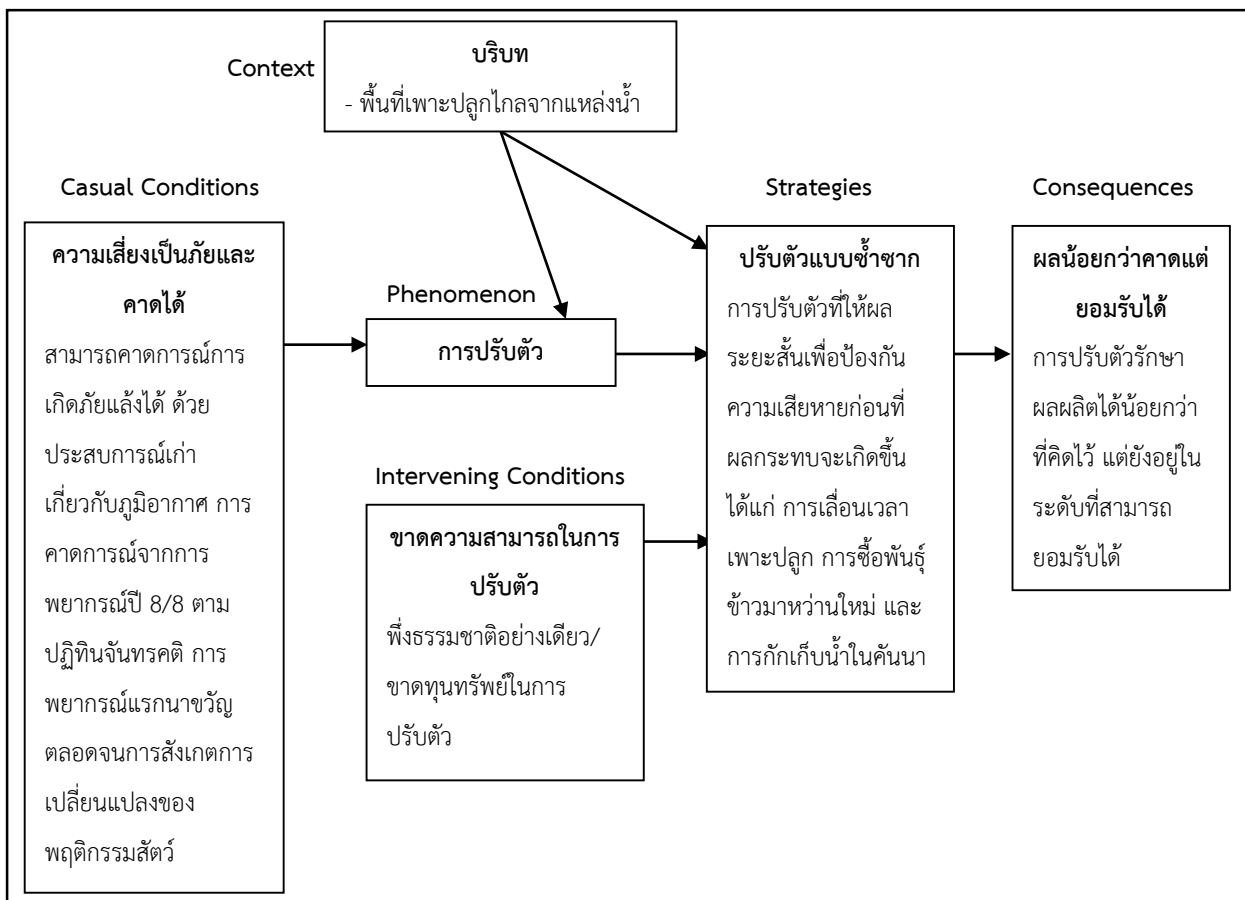 Context
บริบท
- พื้นที่เพาะปลูกไกลจากแหล่งน้ำ
Casual Conditions
ความเสี่ยงเป็นภัยและ
คาดได้
สามารถคาดการณ์การ
เกิดภัยแล้งได้ ด้วย
ประสบการณ์เก่า
เกี่ยวกับภูมิอากาศ การ
คาดการณ์จากการ
พยากรณ์ปี 8/8 ตาม
ปฏิทินจันทรคติ การ
พยากรณ์แรกนาขวัญ
ตลอดจนการสังเกตการ
เปลี่ยนแปลงของ
พฤติกรรมสัตว์
Phenomenon
การปรับตัว
Intervening Conditions
ขาดความสามารถในการ
ปรับตัว
พึ่งธรรมชาติอย่างเดียว/
ขาดทุนทรัพย์ในการ
ปรับตัว
Strategies
ปรับตัวแบบซ้ำซาก
การปรับตัวที่ให้ผล
ระยะสั้นเพื่อป้องกัน
ความเสียหายก่อนที่
ผลกระทบจะเกิดขึ้น
ได้แก่ การเลื่อนเวลา
เพาะปลูก การซื้อพันธุ์
ข้าวมาหว่านใหม่ และ
การกักเก็บน้ำในคันนา
Consequences
ผลน้อยกว่าคาดแต่
ยอมรับได้
การปรับตัวรักษา
ผลผลิตได้น้อยกว่า
ที่คิดไว้ แต่ยังอยู่ใน
ระดับที่สามารถ
ยอมรับได้